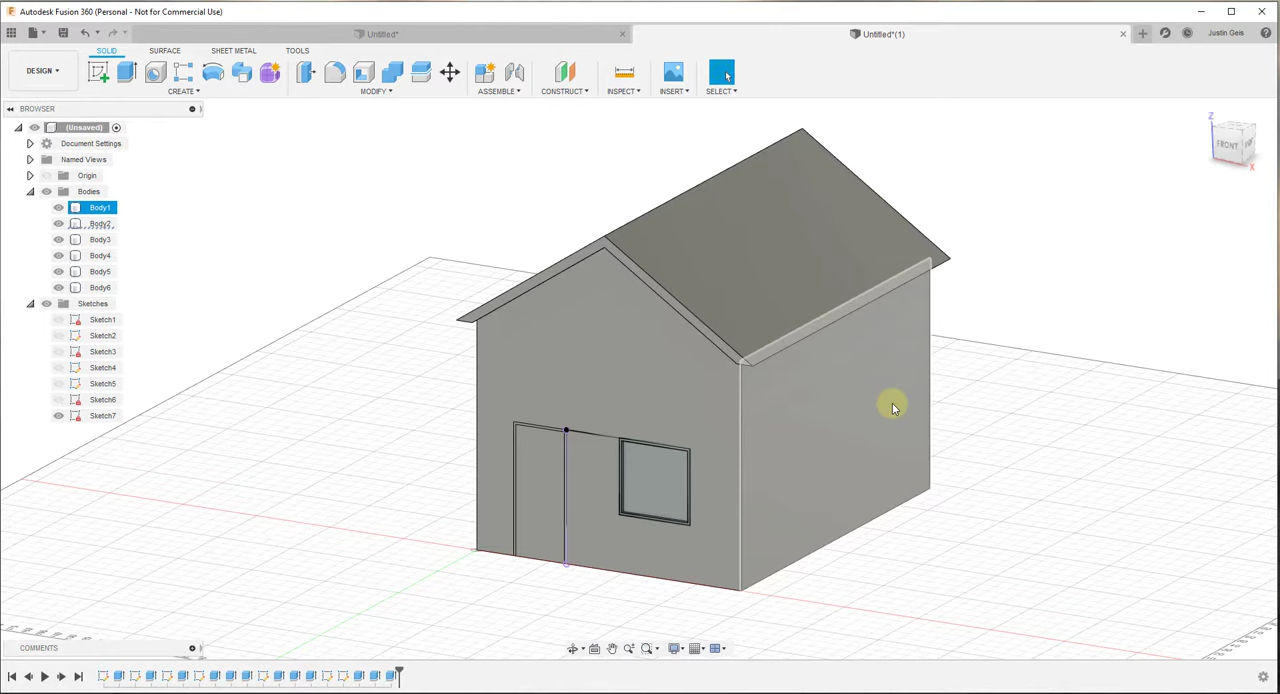 Autodesk Fusion 360 (Personal - Not for Commercial Use)
Untitled*
Untitled*(1)
Justin Geis
SOLID SURFACE SHEET METAL TOOLS
DESIGN
CREATE MODIFY ASSEMBLE CONSTRUCT INSPECT INSERT SELECT
BROWSER
(Unsaved)
Document Settings
Named Views
Origin
Bodies
Body1
Body2
Body3
Body4
Body5
Body6
Sketches
Sketch1
Sketch2
Sketch3
Sketch4
Sketch5
Sketch6
Sketch7
Z
FRONT
X
COMMENTS